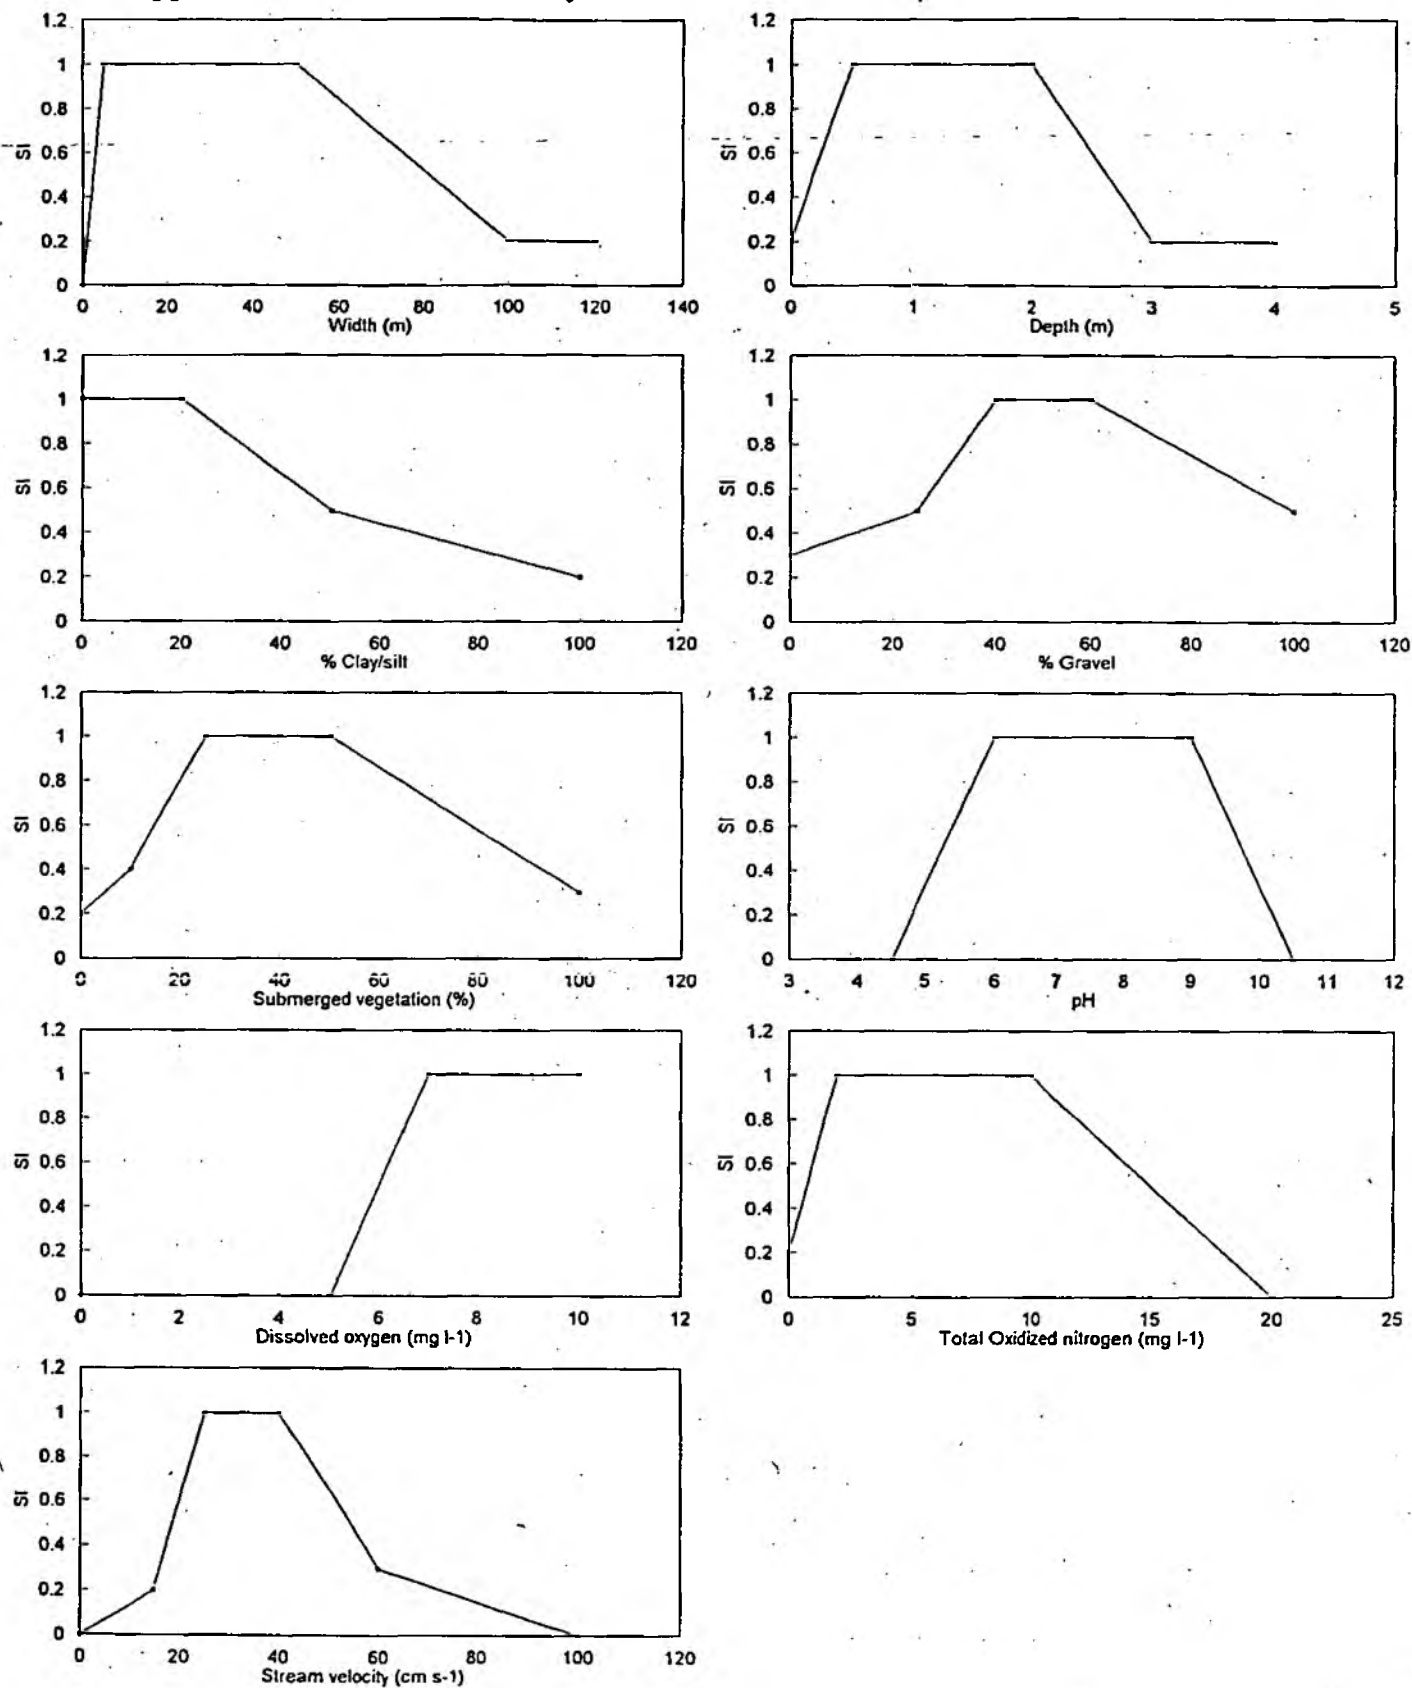 1.2 1.2
1 1
0.8 0.8
SI 0.6 SI 0.6
0.4 0.4
0.2 0.2
0 0
0 20 40 60 80 100 120 140 0 1 2 3 4 5
Width (m) Depth (m)
1.2 1.2
1 1
0.8 0.8
SI 0.6 SI 0.6
0.4 0.4
0.2 0.2
0 0
0 20 40 60 80 100 120 0 20 40 60 80 100 120
% Clay/silt % Gravel
1.2 1.2
1 1
0.8 0.8
SI 0.6 SI 0.6
0.4 0.4
0.2 0.2
0 0
0 20 40 60 80 100 120 3 4 5 6 7 8 9 10 11 12
Submerged vegetation (%) pH
1.2 1.2
1 1
0.8 0.8
SI 0.6 SI 0.6
0.4 0.4
0.2 0.2
0 0
0 2 4 6 8 10 12 0 5 10 15 20 25
Dissolved oxygen (mg l-1) Total Oxidized nitrogen (mg l-1)
1.2
1
0.8
SI 0.6
0.4
0.2
0
0 20 40 60 80 100 120
Stream velocity (cm s-1)